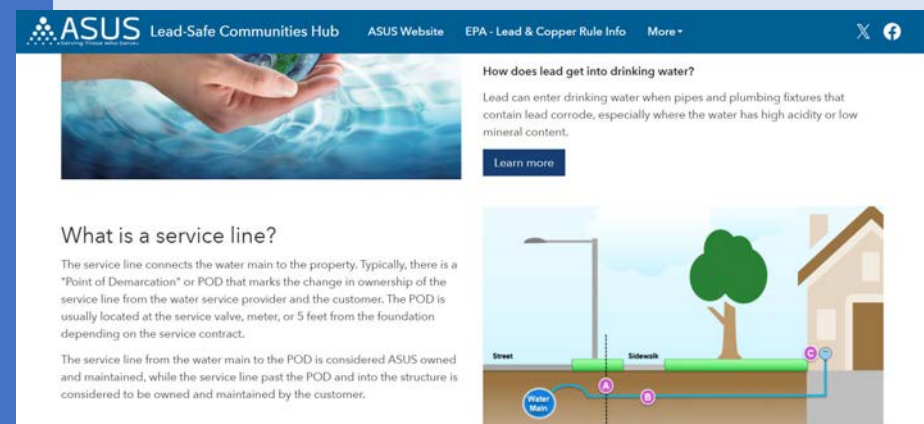 ASUS Lead-Safe Communities Hub ASUS Website EPA - Lead & Copper Rule Info More
Serving Those who Serve
How does lead get into drinking water?
Lead can enter drinking water when pipes and plumbing fixtures that
contain lead corrode, especially where the water has high acidity or low
mineral content.
Learn more
What is a service line?
The service line connects the water main to the property. Typically, there is a
"Point of Demarcation" or POD that marks the change in ownership of the
service line from the water service provider and the customer. The POD is
usually located at the service valve, meter, or 5 feet from the foundation
depending on the service contract.
The service line from the water main to the POD is considered ASUS owned
and maintained, while the service line past the POD and into the structure is
considered to be owned and maintained by the customer.
Street
Sidewalk
C
A
B
Water
Main